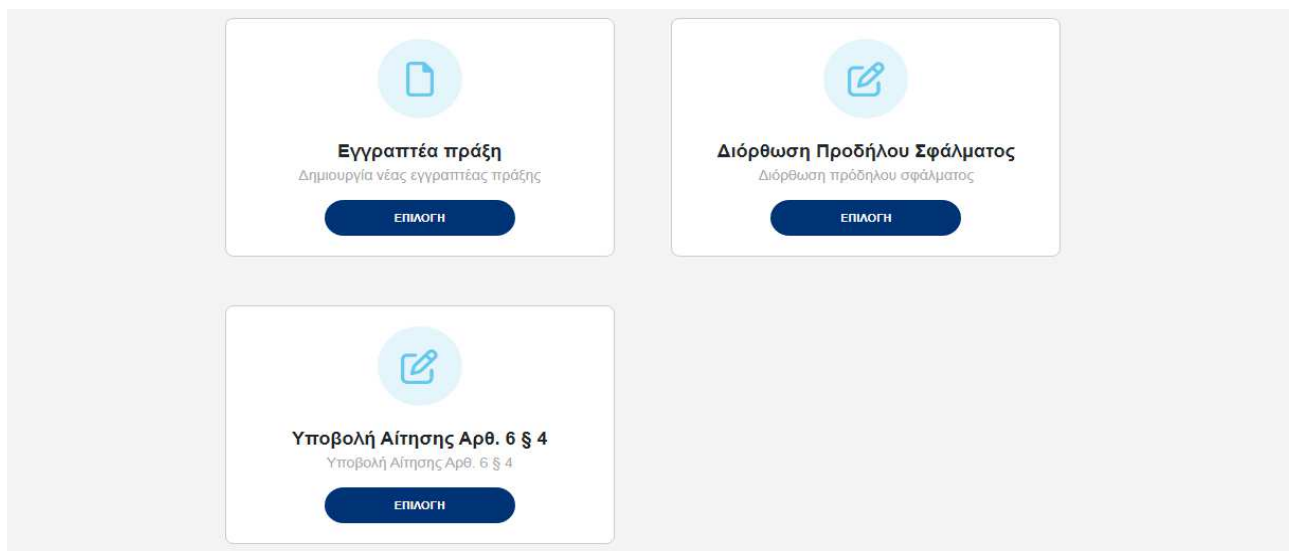 Εγγραπτέα πράξη
Δημιουργία νέας εγγραπτέας πράξης
ΕΠΙΛΟΓΗ
Διόρθωση Προδήλου Σφάλματος
Διόρθωση πρόδηλου σφάλματος
ΕΠΙΛΟΓΗ
Υποβολή Αίτησης Αρθ. 6 § 4
Υποβολή Αίτησης Αρθ. 6 § 4
ΕΠΙΛΟΓΗ